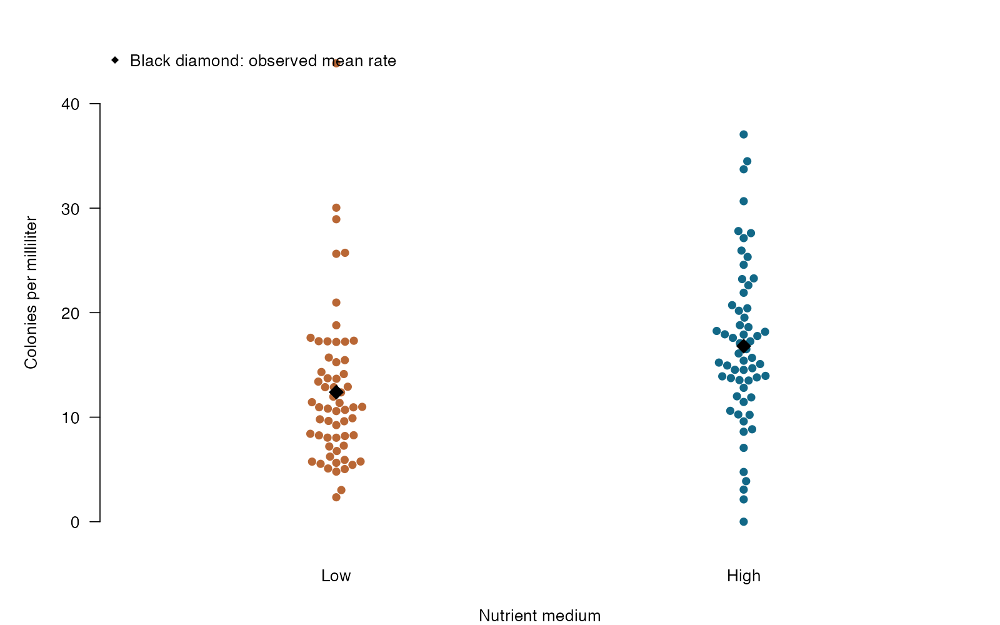 Black diamond: observed mean rate
40
30
20
10
0
Colonies per milliliter
Low
High
Nutrient medium